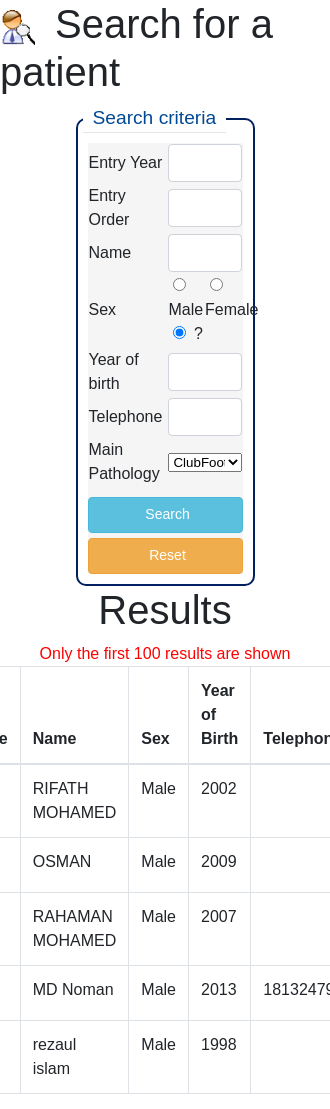 Search for a
patient
Search criteria
Entry Year
Entry
Order
Name
Sex
Male Female
?
Year of
birth
Telephone
Main
Pathology
ClubFoo
Search
Reset
Results
Only the first 100 results are shown
e Name Sex Year of Birth Telephon
RIFATH MOHAMED Male 2002
OSMAN Male 2009
RAHAMAN MOHAMED Male 2007
MD Noman Male 2013 18132479
rezaul islam Male 1998